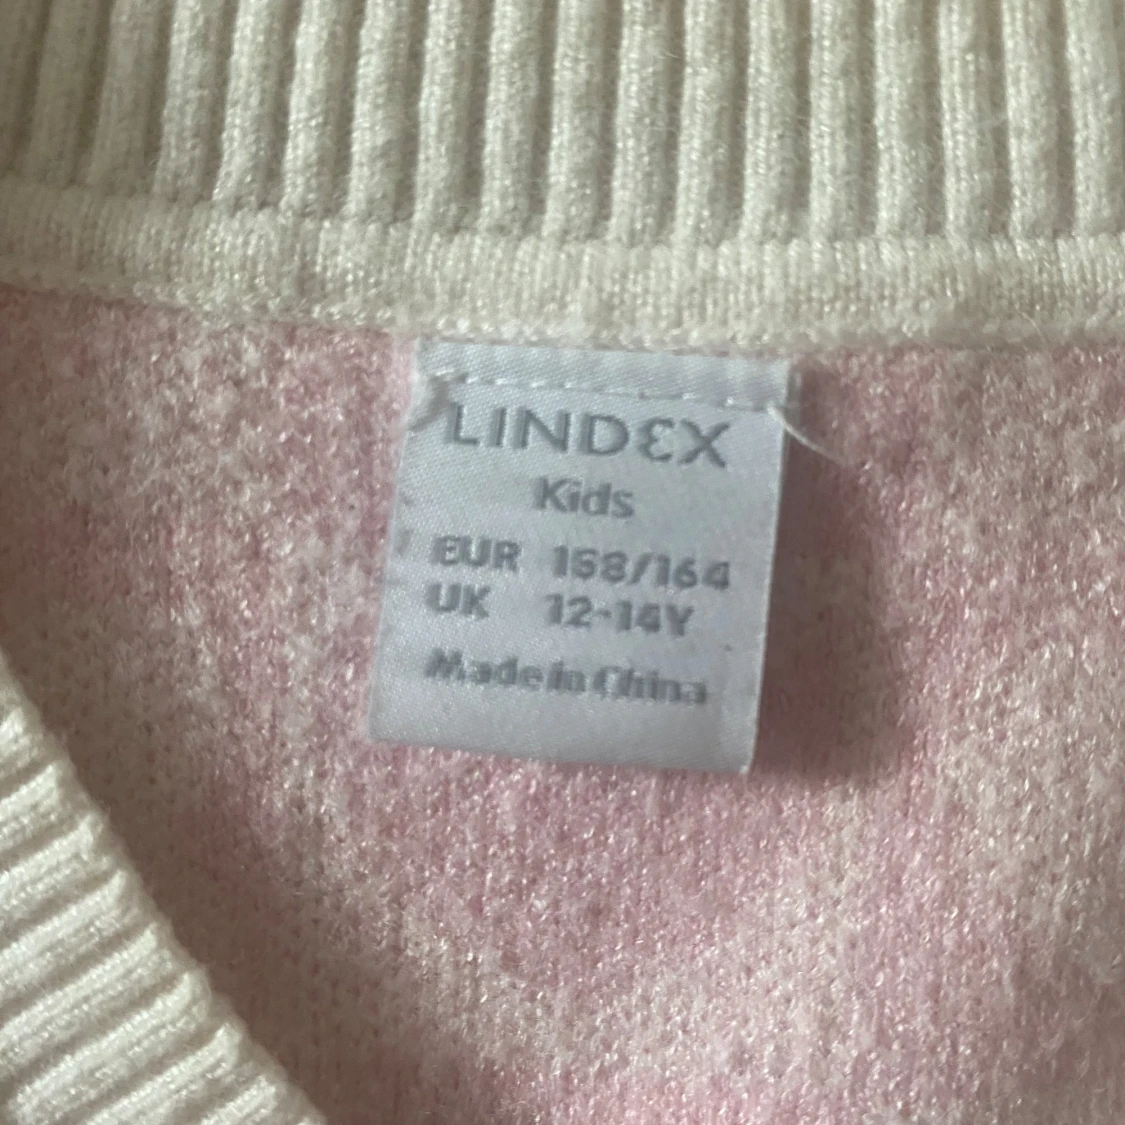 LINDEX
Kids
EUR 158/164
UK 12-14Y
Made in China